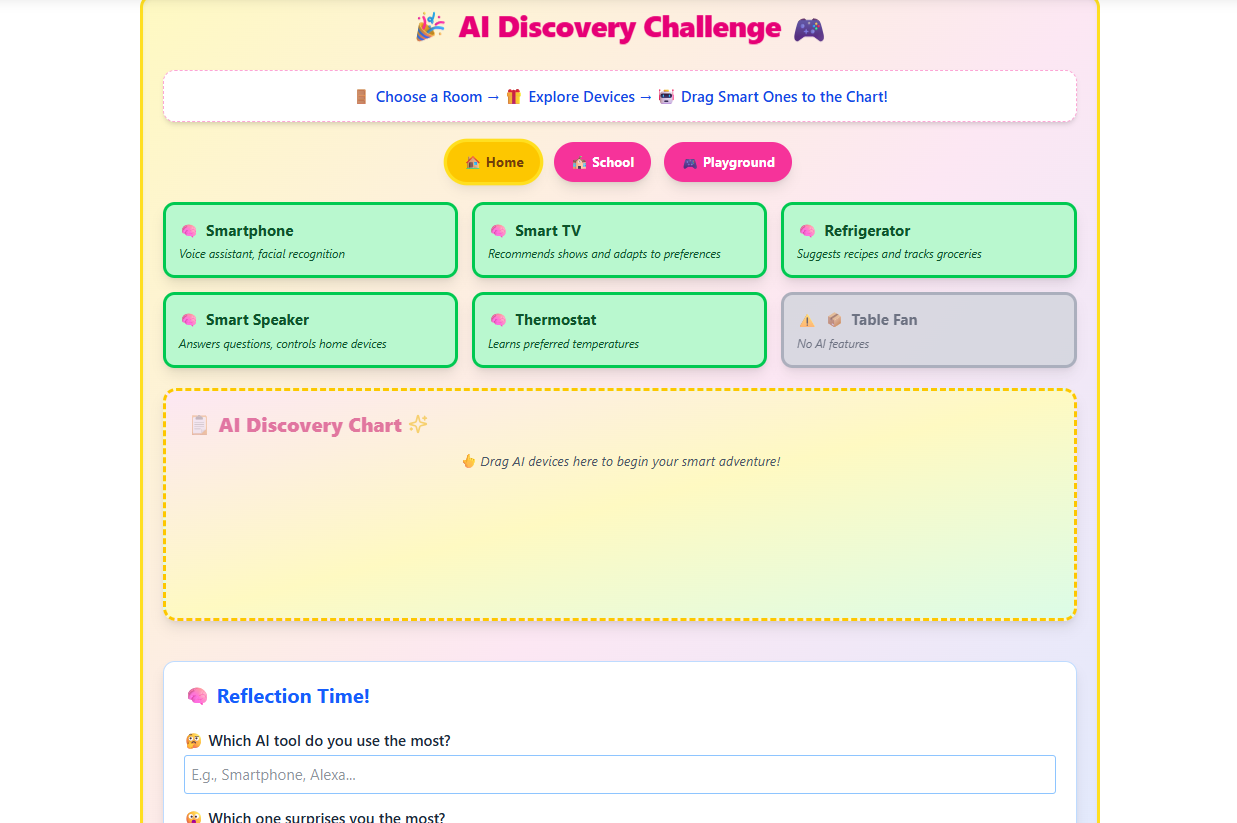 🎉 AI Discovery Challenge 🎮
🚪 Choose a Room → 🎁 Explore Devices → 🤖 Drag Smart Ones to the Chart!
🏠 Home 🏫 School 🎮 Playground
🧠 Smartphone
Voice assistant, facial recognition
🧠 Smart TV
Recommends shows and adapts to preferences
🧠 Refrigerator
Suggests recipes and tracks groceries
🧠 Smart Speaker
Answers questions, controls home devices
🧠 Thermostat
Learns preferred temperatures
⚠️ 📦 Table Fan
No AI features
📋 AI Discovery Chart ✨
👆 Drag AI devices here to begin your smart adventure!
🧠 Reflection Time!
🤔 Which AI tool do you use the most?
E.g., Smartphone, Alexa...
😲 Which one surprises you the most?